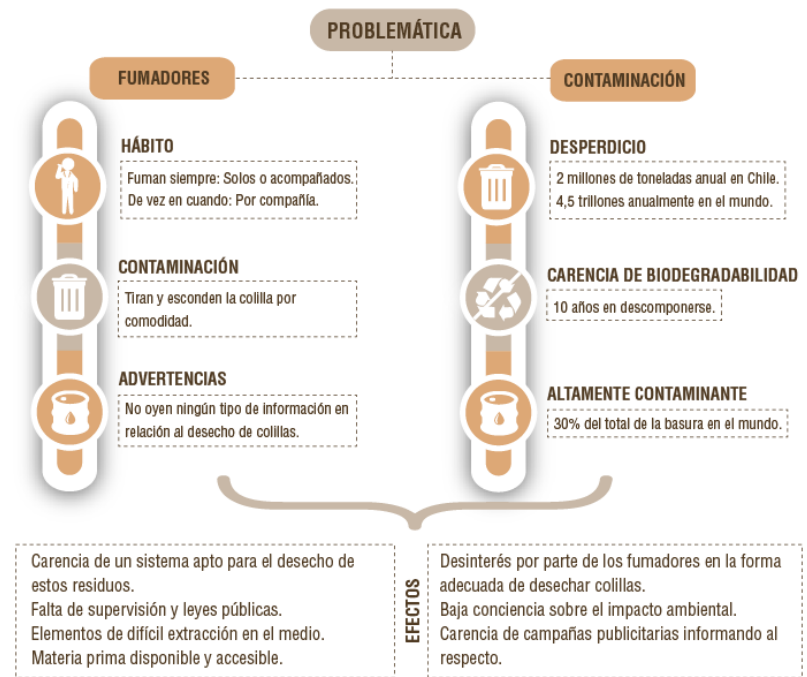 PROBLEMÁTICA
FUMADORES
HÁBITO
Fuman siempre: Solos o acompañados.
De vez en cuando: Por compañía.
CONTAMINACIÓN
Tiran y esconden la colilla por
comodidad.
ADVERTENCIAS
No oyen ningún tipo de información en
relación al desecho de colillas.
CONTAMINACIÓN
DESPERDICIO
2 millones de toneladas anual en Chile.
4,5 trillones anualmente en el mundo.
CARENCIA DE BIODEGRADABILIDAD
10 años en descomponerse.
ALTAMENTE CONTAMINANTE
30% del total de la basura en el mundo.
Carencia de un sistema apto para el desecho de
estos residuos.
Falta de supervisión y leyes públicas.
Elementos de difícil extracción en el medio.
Materia prima disponible y accesible.
EFECTOS
Desinterés por parte de los fumadores en la forma
adecuada de desechar colillas.
Baja conciencia sobre el impacto ambiental.
Carencia de campañas publicitarias informando al
respecto.